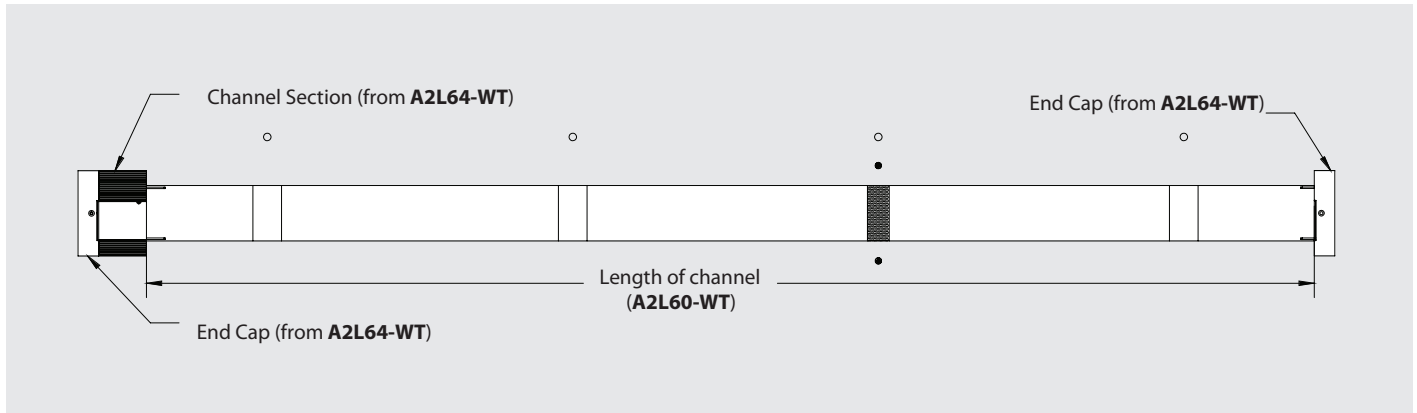 Channel Section (from A2L64-WT)
End Cap (from A2L64-WT)
Length of channel
(A2L60-WT)
End Cap (from A2L64-WT)